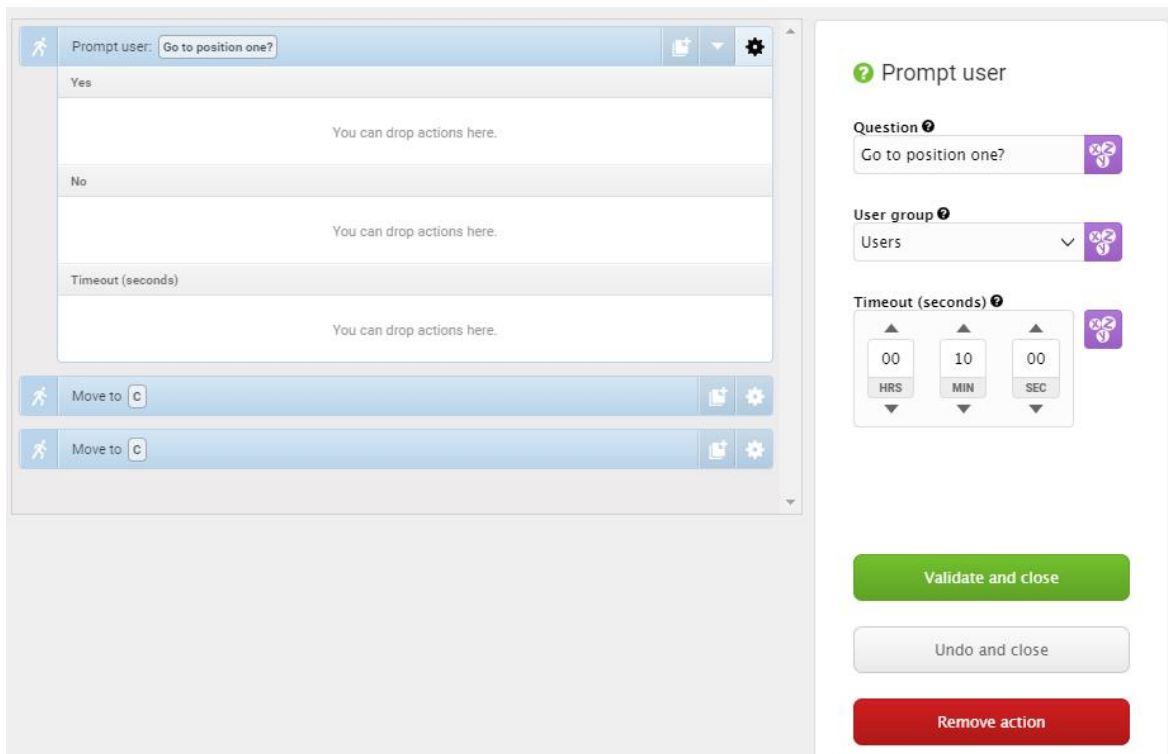 Prompt user: Go to position one?
Yes
You can drop actions here.
No
You can drop actions here.
Timeout (seconds)
You can drop actions here.
Move to C
Move to C
Prompt user
Question
Go to position one?
User group
Users
Timeout (seconds)
00 10 00
HRS MIN SEC
Validate and close
Undo and close
Remove action